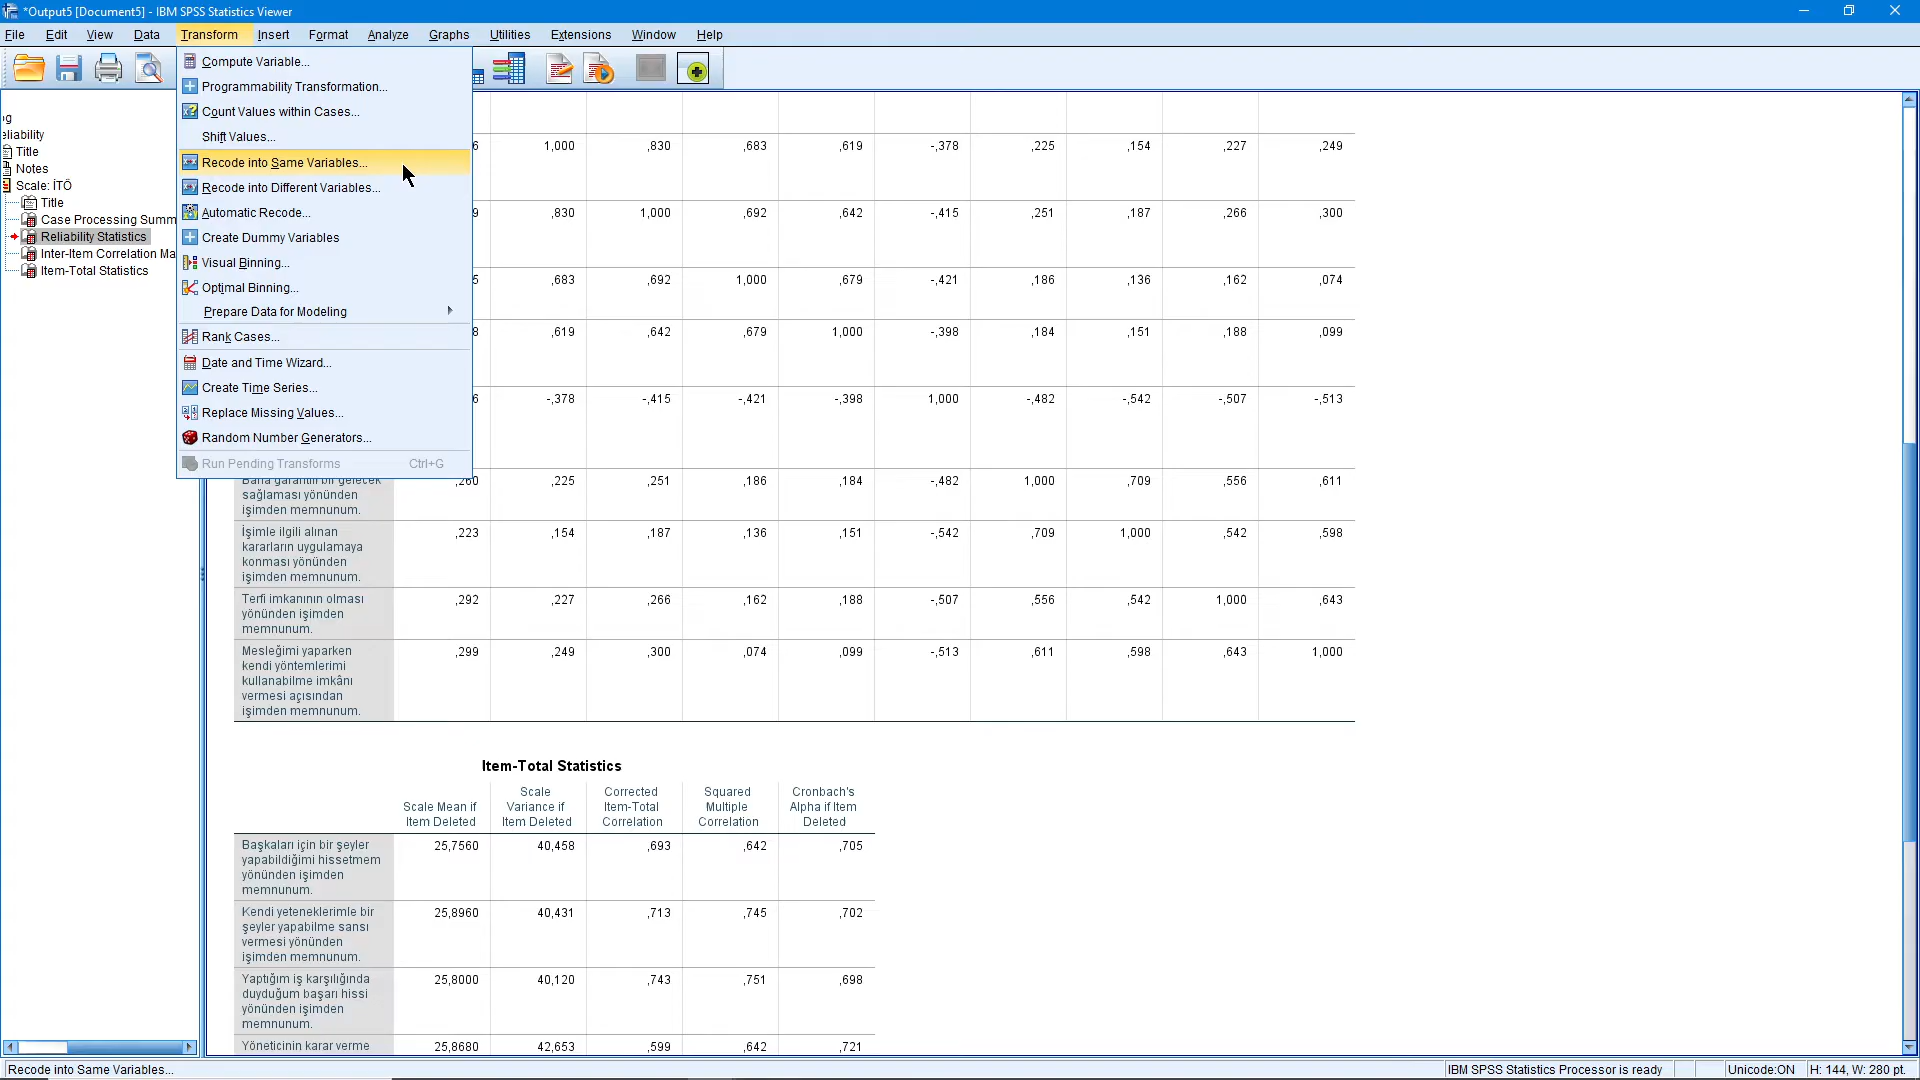 *Output5 [Document5] - IBM SPSS Statistics Viewer
File Edit View Data Transform Insert Format Analyze Graphs Utilities Extensions Window Help
Compute Variable...
Programmability Transformation...
Count Values within Cases...
Shift Values...
Recode into Same Variables...
Recode into Different Variables...
Automatic Recode...
Create Dummy Variables
Visual Binning...
Optimal Binning...
Prepare Data for Modeling
Rank Cases...
Date and Time Wizard...
Create Time Series...
Replace Missing Values...
Random Number Generators...
Run Pending Transforms Ctrl+G
og
eliability
Title
Notes
Scale: İTÖ
Title
Case Processing Summ
Reliability Statistics
Inter-Item Correlation Ma
Item-Total Statistics
6 1,000 ,830 ,683 ,619 -,378 ,225 ,154 ,227 ,249
9 ,830 1,000 ,692 ,642 -,415 ,251 ,187 ,266 ,300
5 ,683 ,692 1,000 ,679 -,421 ,186 ,136 ,162 ,074
8 ,619 ,642 ,679 1,000 -,398 ,184 ,151 ,188 ,099
6 -,378 -,415 -,421 -,398 1,000 -,482 -,542 -,507 -,513
Bana garantili bir gelecek ,260 ,225 ,251 ,186 ,184 -,482 1,000 ,709 ,556 ,611
sağlaması yönünden
işimden memnunum.
İşimle ilgili alınan ,223 ,154 ,187 ,136 ,151 -,542 ,709 1,000 ,542 ,598
kararların uygulamaya
konması yönünden
işimden memnunum.
Terfi imkanının olması ,292 ,227 ,266 ,162 ,188 -,507 ,556 ,542 1,000 ,643
yönünden işimden
memnunum.
Mesleğimi yaparken ,299 ,249 ,300 ,074 ,099 -,513 ,611 ,598 ,643 1,000
kendi yöntemlerimi
kullanabilme imkânı
vermesi açısından
işimden memnunum.
Item-Total Statistics
Scale Mean if Item Deleted
Scale Variance if Item Deleted
Corrected Item-Total Correlation
Squared Multiple Correlation
Cronbach's Alpha if Item Deleted
Başkaları için bir şeyler 25,7560 40,458 ,693 ,642 ,705
yapabildiğimi hissetmem
yönünden işimden
memnunum.
Kendi yeteneklerimle bir 25,8960 40,431 ,713 ,745 ,702
şeyler yapabilme sansı
vermesi yönünden
işimden memnunum.
Yaptığım iş karşılığında 25,8000 40,120 ,743 ,751 ,698
duyduğum başarı hissi
yönünden işimden
memnunum.
Yöneticinin karar verme 25,8680 42,653 ,599 ,642 ,721
Recode into Same Variables...
IBM SPSS Statistics Processor is ready
Unicode:ON
H: 144, W: 280 pt.